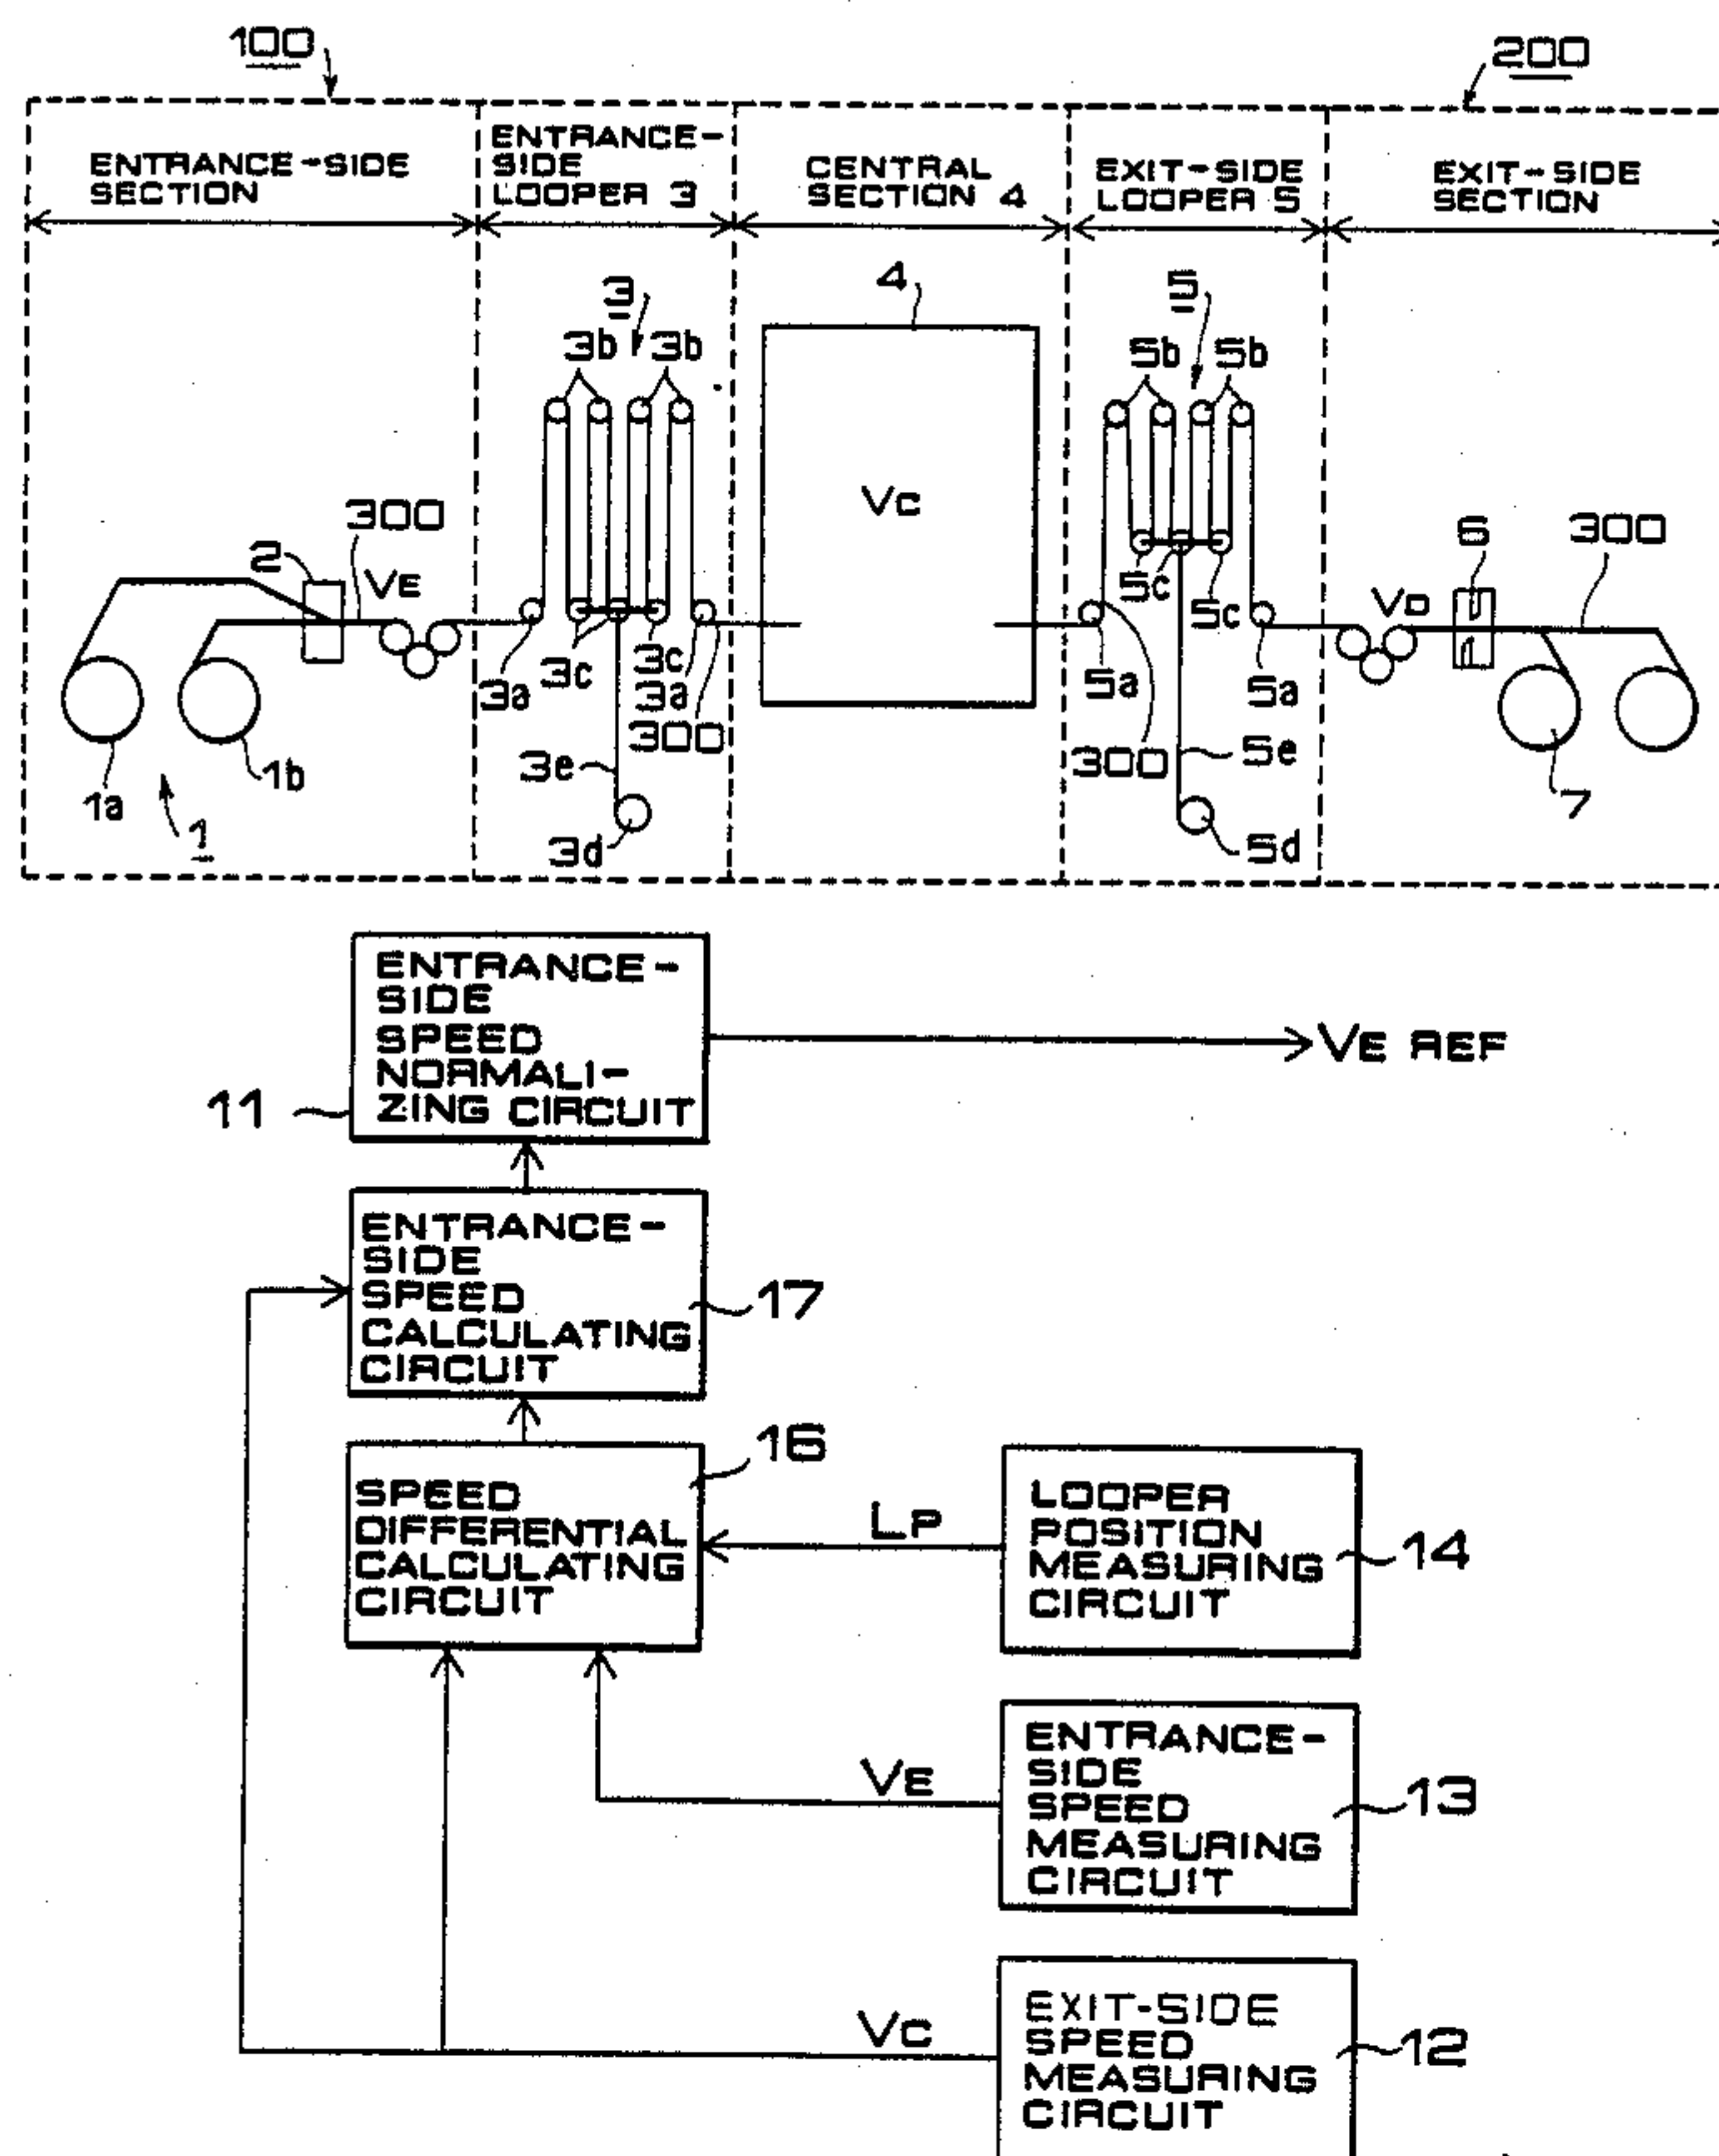 100
200
ENTRANCE-SIDE
SECTION
ENTRANCE-
SIDE
LOOPER 3
CENTRAL
SECTION 4
EXIT-SIDE
LOOPER 5
EXIT-SIDE
SECTION
3
4
5
3b
3b
5b
5b
VC
300
2
VE
6
300
VD
5c
5c
3a
3c
3c
3a
5a
5a
300
300
3e
5e
1a
1b
1
7
3d
5d
ENTRANCE-
SIDE
SPEED
NORMALI-
ZING CIRCUIT
11
VE REF
ENTRANCE-
SIDE
SPEED
CALCULATING
CIRCUIT
17
16
SPEED
DIFFERENTIAL
CALCULATING
CIRCUIT
LP
LOOPER
POSITION
MEASURING
CIRCUIT
14
VE
ENTRANCE-
SIDE
SPEED
MEASURING
CIRCUIT
13
VC
EXIT-SIDE
SPEED
MEASURING
CIRCUIT
12